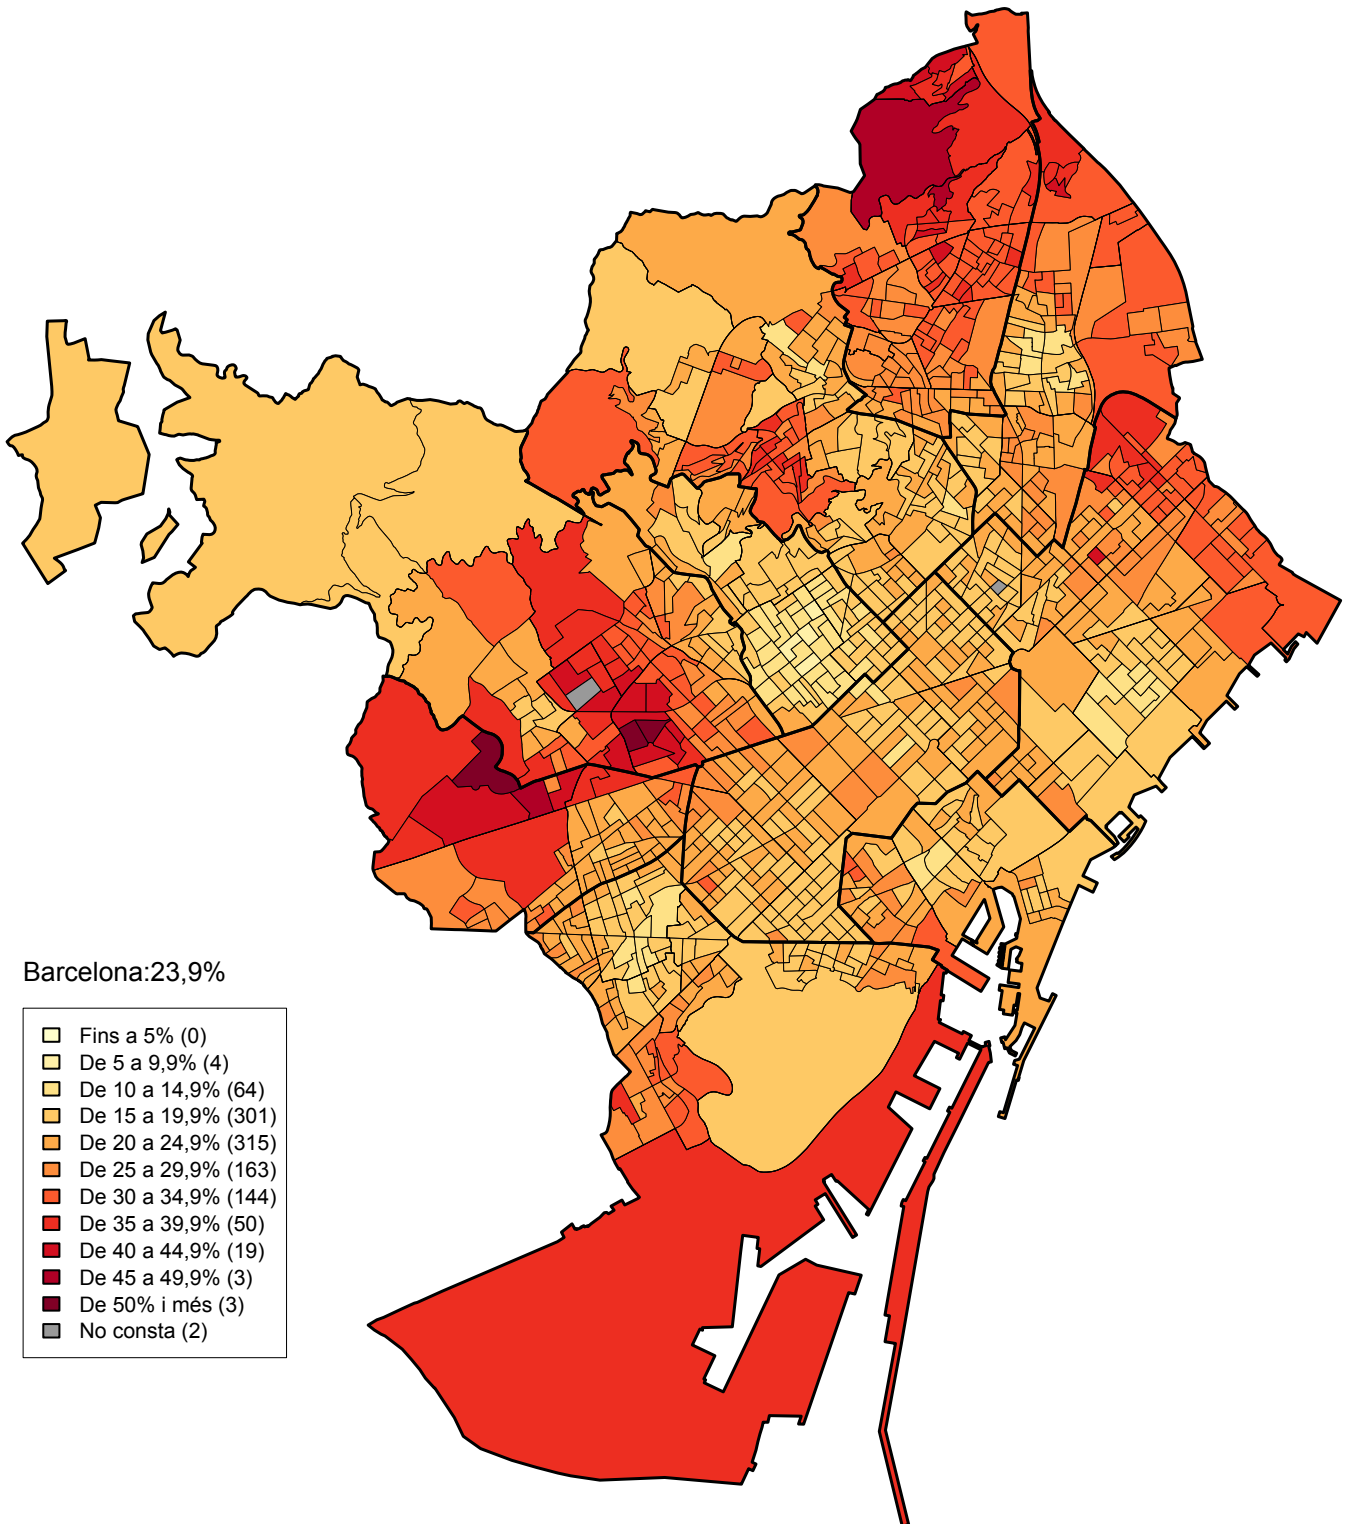 Barcelona:23,9%
Fins a 5% (0)
De 5 a 9,9% (4)
De 10 a 14,9% (64)
De 15 a 19,9% (301)
De 20 a 24,9% (315)
De 25 a 29,9% (163)
De 30 a 34,9% (144)
De 35 a 39,9% (50)
De 40 a 44,9% (19)
De 45 a 49,9% (3)
De 50% i més (3)
No consta (2)